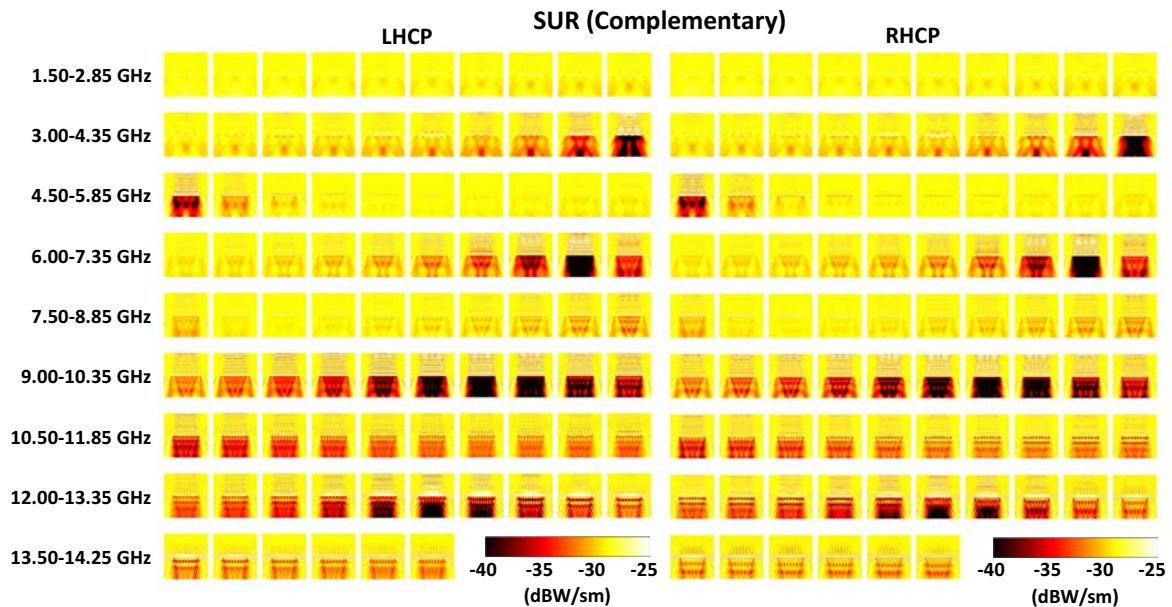 SUR (Complementary)
LHCP
RHCP
1.50-2.85 GHz
3.00-4.35 GHz
4.50-5.85 GHz
6.00-7.35 GHz
7.50-8.85 GHz
9.00-10.35 GHz
10.50-11.85 GHz
12.00-13.35 GHz
13.50-14.25 GHz
-40 -35 -30 -25
(dBW/sm)
-40 -35 -30 -25
(dBW/sm)